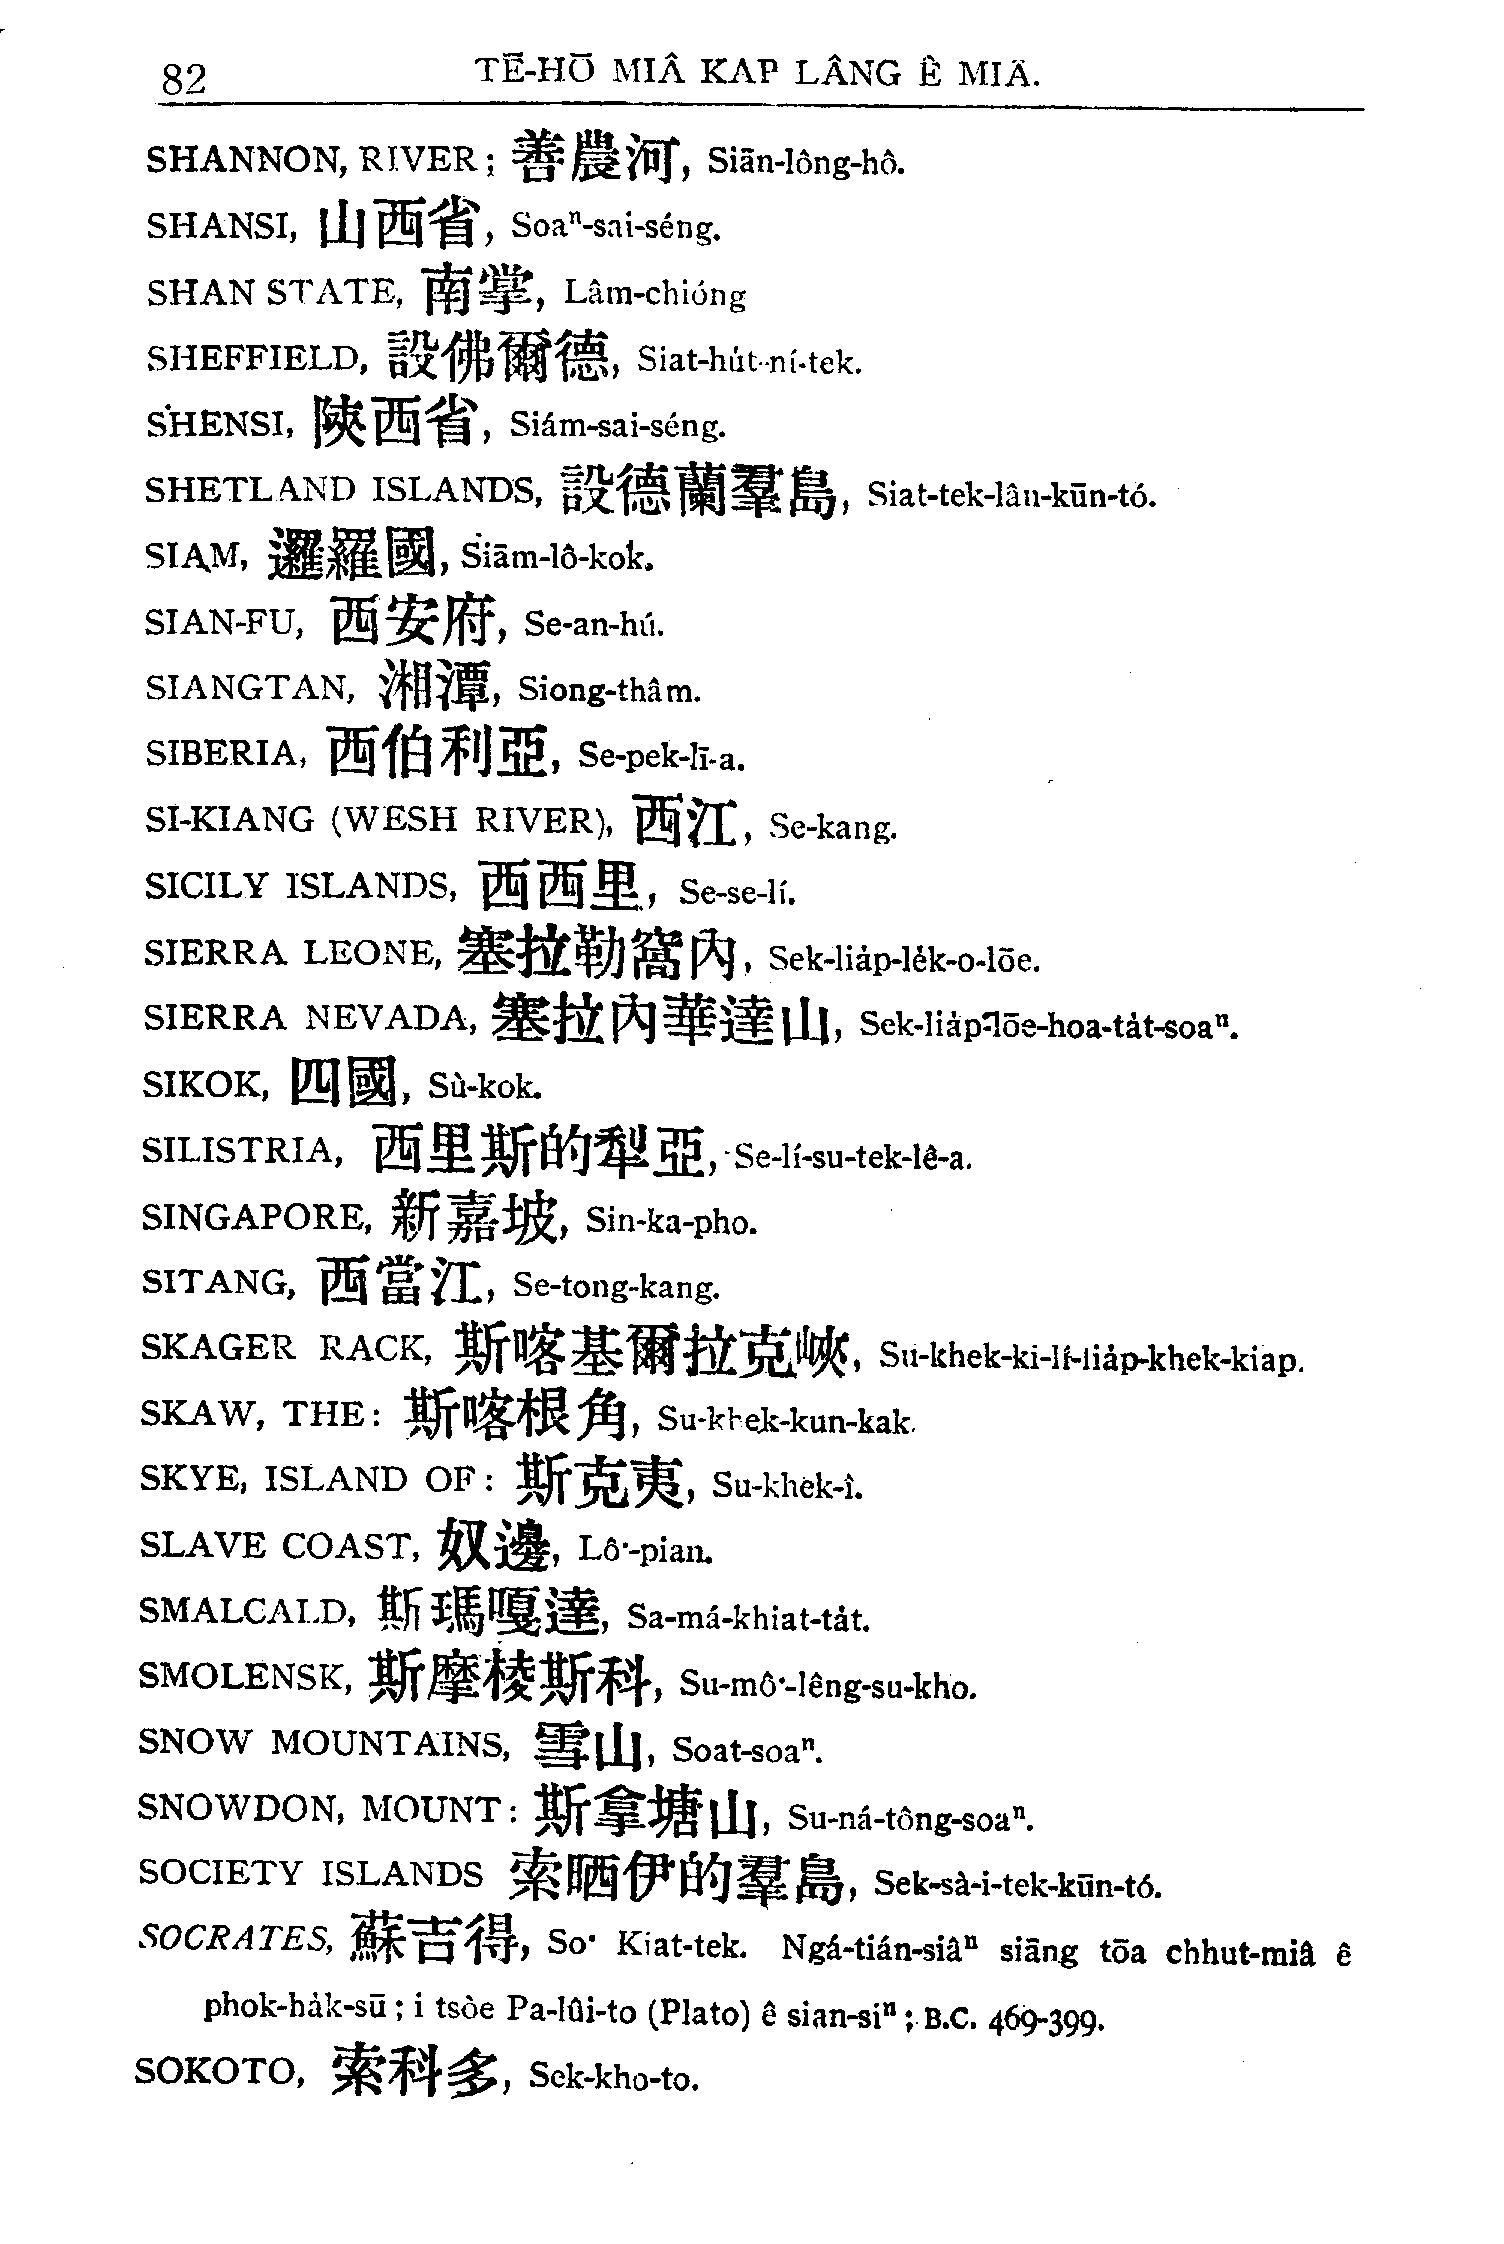 82 TĒ-HŌ MIÂ KAP LÂNG Ê MIÂ.
SHANNON, RIVER; 善農河, Siān-lông-hô.
SHANSI, 山西省, Soaⁿ-sai-séng.
SHAN STATE, 南掌, Lâm-chióng
SHEFFIELD, 設佛爾德, Siat-hu̍t-ní-tek.
SHENSI, 陝西省, Siám-sai-séng.
SHETLAND ISLANDS, 設德蘭羣島, Siat-tek-lân-kūn-tó.
SIAM, 暹羅國, Siām-lô-kok.
SIAN-FU, 西安府, Se-an-hú.
SIANGTAN, 湘潭, Siong-thâm.
SIBERIA, 西伯利亞, Se-pek-lī-a.
SI-KIANG (WESH RIVER), 西江, Se-kang.
SICILY ISLANDS, 西西里, Se-se-lí.
SIERRA LEONE, 塞拉勒窩內, Sek-lia̍p-le̍k-o-lōe.
SIERRA NEVADA, 塞拉內華達山, Sek-lia̍p-lōe-hoa-ta̍t-soaⁿ.
SIKOK, 四國, Sù-kok.
SILISTRIA, 西里斯的犁亞, Se-lí-su-tek-lê-a.
SINGAPORE, 新嘉坡, Sin-ka-pho.
SITANG, 西當江, Se-tong-kang.
SKAGER RACK, 斯喀基爾拉克峽, Su-khek-ki-lí-lia̍p-khek-kiap.
SKAW, THE: 斯喀根角, Su-khek-kun-kak.
SKYE, ISLAND OF: 斯克夷, Su-khek-î.
SLAVE COAST, 奴邊, Lô͘-pian.
SMALCALD, 斯瑪嘎達, Sa-má-khiat-ta̍t.
SMOLENSK, 斯摩棱斯科, Su-mô͘-lêng-su-kho.
SNOW MOUNTAINS, 雪山, Soat-soaⁿ.
SNOWDON, MOUNT: 斯拿塘山, Su-ná-tông-soaⁿ.
SOCIETY ISLANDS 索晒伊的羣島, Sek-sà-i-tek-kūn-tó.
SOCRATES, 蘇吉得, So͘ Kiat-tek. Ngá-tián-siâⁿ siāng tōa chhut-miâ ê
phok-ha̍k-sū; i tsòe Pa-lûi-to (Plato) ê sian-siⁿ; B.C. 469-399.
SOKOTO, 索科多, Sek-kho-to.